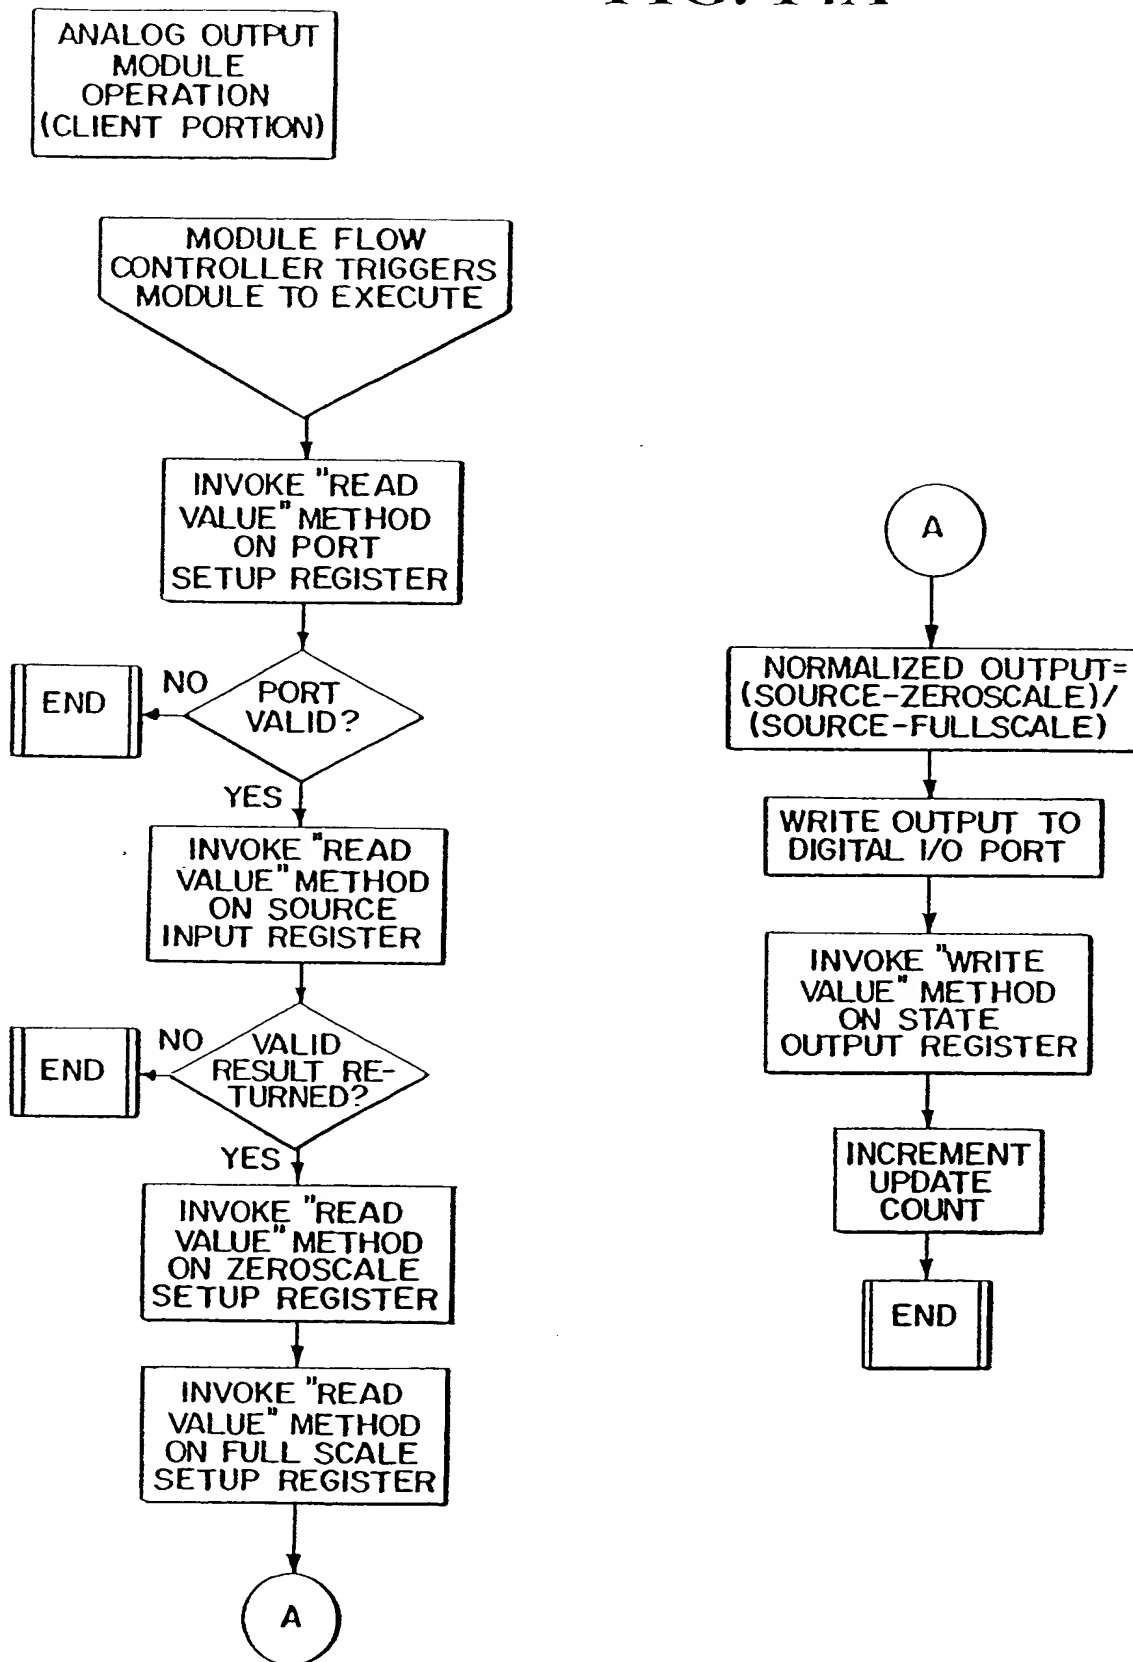 ANALOG OUTPUT
MODULE
OPERATION
(CLIENT PORTION)
MODULE FLOW
CONTROLLER TRIGGERS
MODULE TO EXECUTE
INVOKE "READ
VALUE" METHOD
ON PORT
SETUP REGISTER
PORT
VALID?
NO
END
YES
INVOKE "READ
VALUE" METHOD
ON SOURCE
INPUT REGISTER
VALID
RESULT RE-
TURNED?
NO
END
YES
INVOKE "READ
VALUE" METHOD
ON ZEROSCALE
SETUP REGISTER
INVOKE "READ
VALUE" METHOD
ON FULL SCALE
SETUP REGISTER
A
A
NORMALIZED OUTPUT=
(SOURCE-ZEROSCALE)/
(SOURCE-FULLSCALE)
WRITE OUTPUT TO
DIGITAL I/O PORT
INVOKE "WRITE
VALUE" METHOD
ON STATE
OUTPUT REGISTER
INCREMENT
UPDATE
COUNT
END